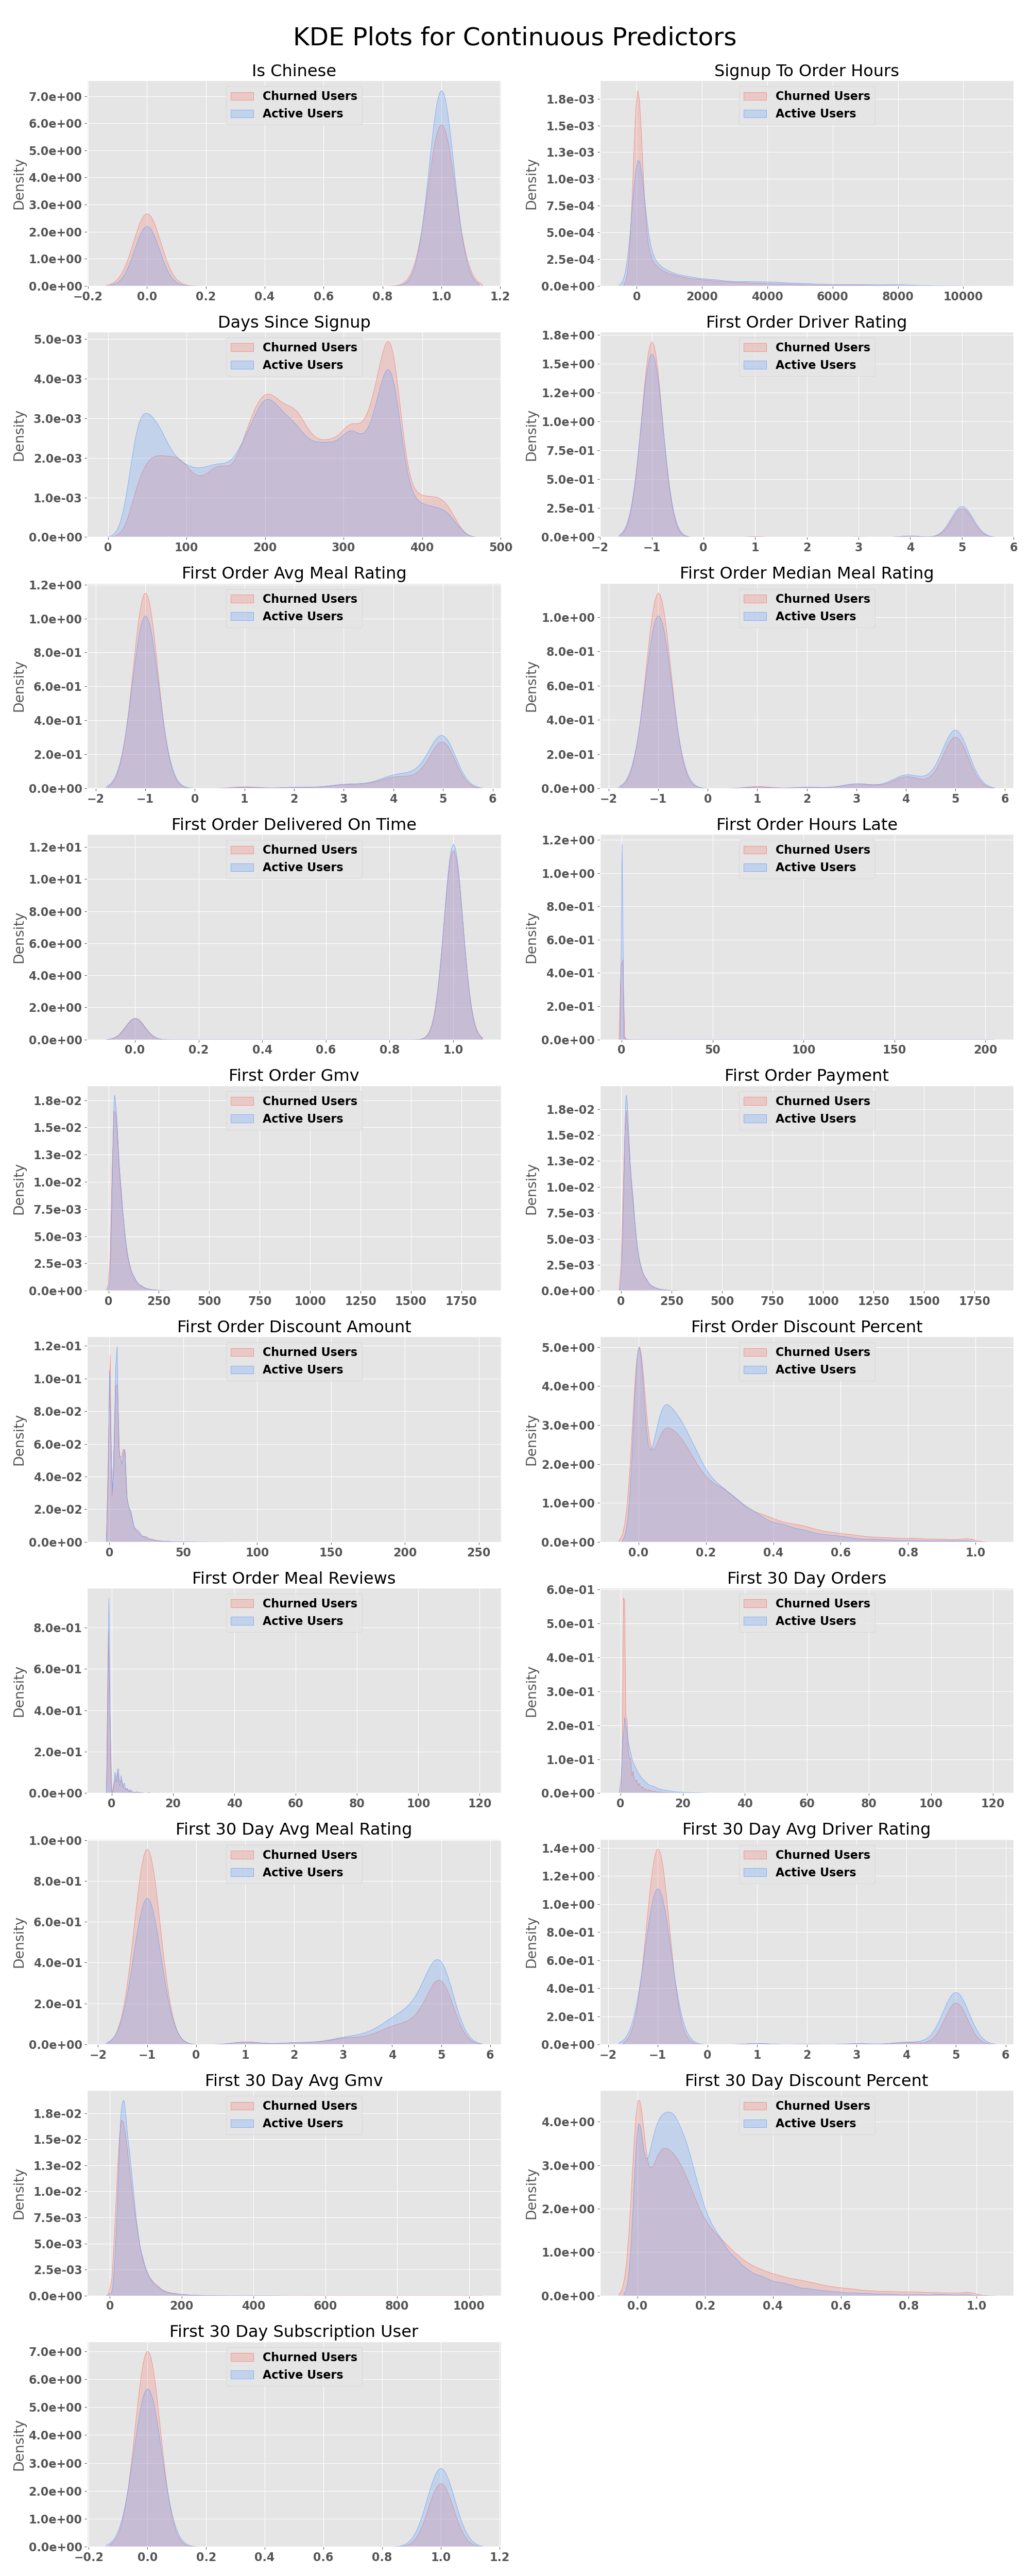 KDE Plots for Continuous Predictors
Is Chinese
Density
7.0e+00
6.0e+00
5.0e+00
4.0e+00
3.0e+00
2.0e+00
1.0e+00
0.0e+00
Churned Users
Active Users
−0.2 0.0 0.2 0.4 0.6 0.8 1.0 1.2
Signup To Order Hours
Density
1.8e-03
1.5e-03
1.3e-03
1.0e-03
7.5e-04
5.0e-04
2.5e-04
0.0e+00
Churned Users
Active Users
0 2000 4000 6000 8000 10000
Days Since Signup
Density
5.0e-03
4.0e-03
3.0e-03
2.0e-03
1.0e-03
0.0e+00
Churned Users
Active Users
0 100 200 300 400 500
First Order Driver Rating
Density
1.8e+00
1.5e+00
1.2e+00
1.0e+00
7.5e-01
5.0e-01
2.5e-01
0.0e+00
Churned Users
Active Users
−2 −1 0 1 2 3 4 5 6
First Order Avg Meal Rating
Density
1.2e+00
1.0e+00
8.0e-01
6.0e-01
4.0e-01
2.0e-01
0.0e+00
Churned Users
Active Users
−2 −1 0 1 2 3 4 5 6
First Order Median Meal Rating
Density
1.0e+00
8.0e-01
6.0e-01
4.0e-01
2.0e-01
0.0e+00
Churned Users
Active Users
−2 −1 0 1 2 3 4 5 6
First Order Delivered On Time
Density
1.2e+01
1.0e+01
8.0e+00
6.0e+00
4.0e+00
2.0e+00
0.0e+00
Churned Users
Active Users
0.0 0.2 0.4 0.6 0.8 1.0
First Order Hours Late
Density
1.2e+00
1.0e+00
8.0e-01
6.0e-01
4.0e-01
2.0e-01
0.0e+00
Churned Users
Active Users
0 50 100 150 200
First Order Gmv
Density
1.8e-02
1.5e-02
1.3e-02
1.0e-02
7.5e-03
5.0e-03
2.5e-03
0.0e+00
Churned Users
Active Users
0 250 500 750 1000 1250 1500 1750
First Order Payment
Density
1.8e-02
1.5e-02
1.3e-02
1.0e-02
7.5e-03
5.0e-03
2.5e-03
0.0e+00
Churned Users
Active Users
0 250 500 750 1000 1250 1500 1750
First Order Discount Amount
Density
1.2e-01
1.0e-01
8.0e-02
6.0e-02
4.0e-02
2.0e-02
0.0e+00
Churned Users
Active Users
0 50 100 150 200 250
First Order Discount Percent
Density
5.0e+00
4.0e+00
3.0e+00
2.0e+00
1.0e+00
0.0e+00
Churned Users
Active Users
0.0 0.2 0.4 0.6 0.8 1.0
First Order Meal Reviews
Density
8.0e-01
6.0e-01
4.0e-01
2.0e-01
0.0e+00
Churned Users
Active Users
0 20 40 60 80 100 120
First 30 Day Orders
Density
6.0e-01
5.0e-01
4.0e-01
3.0e-01
2.0e-01
1.0e-01
0.0e+00
Churned Users
Active Users
0 20 40 60 80 100 120
First 30 Day Avg Meal Rating
Density
1.0e+00
8.0e-01
6.0e-01
4.0e-01
2.0e-01
0.0e+00
Churned Users
Active Users
−2 −1 0 1 2 3 4 5 6
First 30 Day Avg Driver Rating
Density
1.4e+00
1.2e+00
1.0e+00
8.0e-01
6.0e-01
4.0e-01
2.0e-01
0.0e+00
Churned Users
Active Users
−2 −1 0 1 2 3 4 5 6
First 30 Day Avg Gmv
Density
1.8e-02
1.5e-02
1.3e-02
1.0e-02
7.5e-03
5.0e-03
2.5e-03
0.0e+00
Churned Users
Active Users
0 200 400 600 800 1000
First 30 Day Discount Percent
Density
4.0e+00
3.0e+00
2.0e+00
1.0e+00
0.0e+00
Churned Users
Active Users
0.0 0.2 0.4 0.6 0.8 1.0
First 30 Day Subscription User
Density
7.0e+00
6.0e+00
5.0e+00
4.0e+00
3.0e+00
2.0e+00
1.0e+00
0.0e+00
Churned Users
Active Users
−0.2 0.0 0.2 0.4 0.6 0.8 1.0 1.2